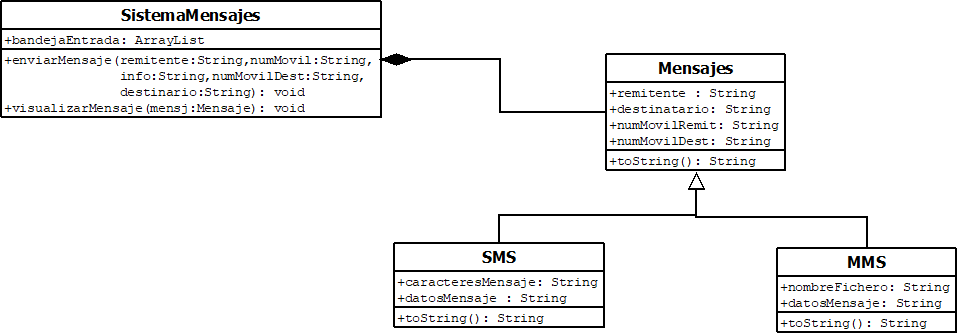 SistemaMensajes
+bandejaEntrada: ArrayList
+enviarMensaje(remitente:String,numMovil:String,
info:String,numMovilDest:String,
destinario:String): void
+visualizarMensaje(mensj:Mensaje): void
Mensajes
+remitente : String
+destinatario: String
+numMovilRemit: String
+numMovilDest: String
+toString(): String
SMS
+caracteresMensaje: String
+datosMensaje : String
+toString(): String
MMS
+nombreFichero: String
+datosMensaje: String
+toString(): String